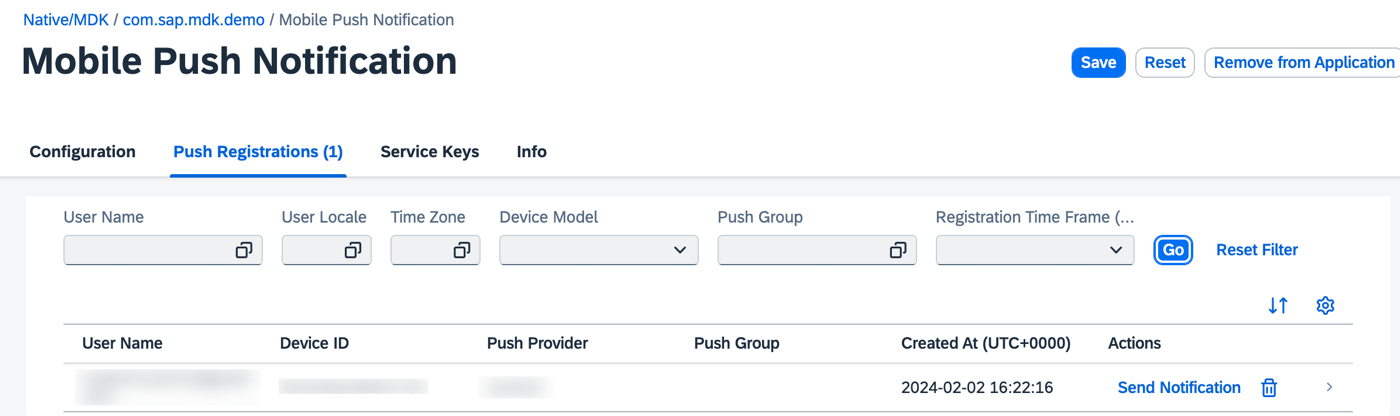 Native/MDK / com.sap.mdk.demo / Mobile Push Notification
Mobile Push Notification
Save Reset Remove from Application
Configuration Push Registrations (1) Service Keys Info
User Name User Locale Time Zone Device Model Push Group Registration Time Frame (...
Go Reset Filter
User Name Device ID Push Provider Push Group Created At (UTC+0000) Actions
2024-02-02 16:22:16 Send Notification